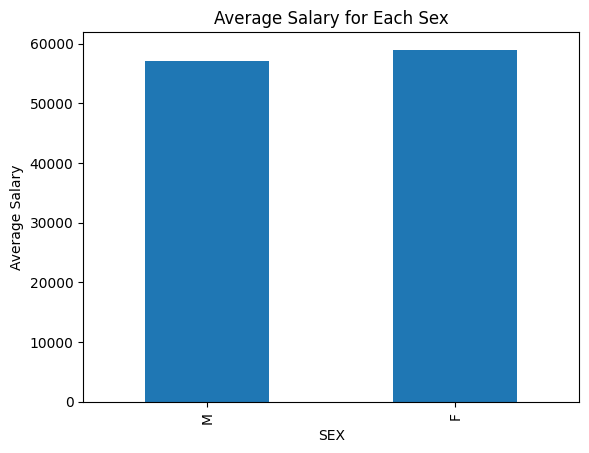 Average Salary for Each Sex
60000
50000
40000
30000
20000
10000
0
Average Salary
M
F
SEX